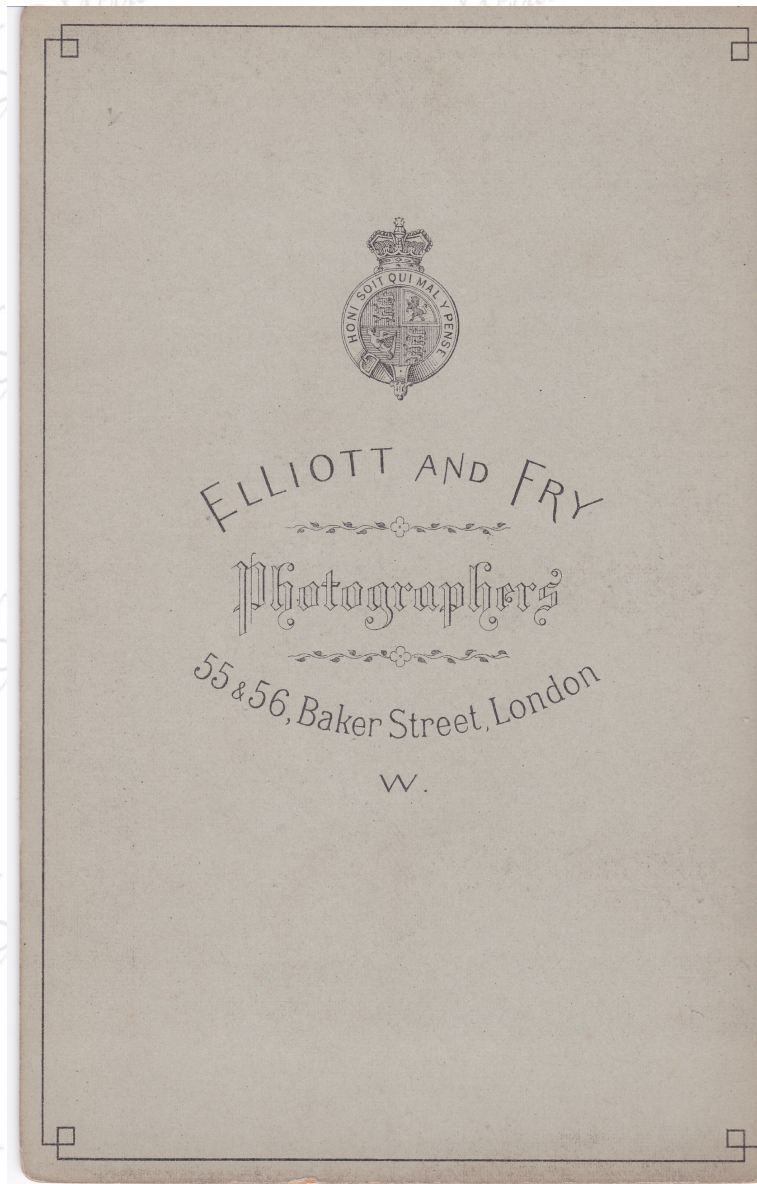 HONI SOIT QUI MAL Y PENSE
ELLIOTT AND FRY
Photographers
55 & 56, Baker Street, London
W.